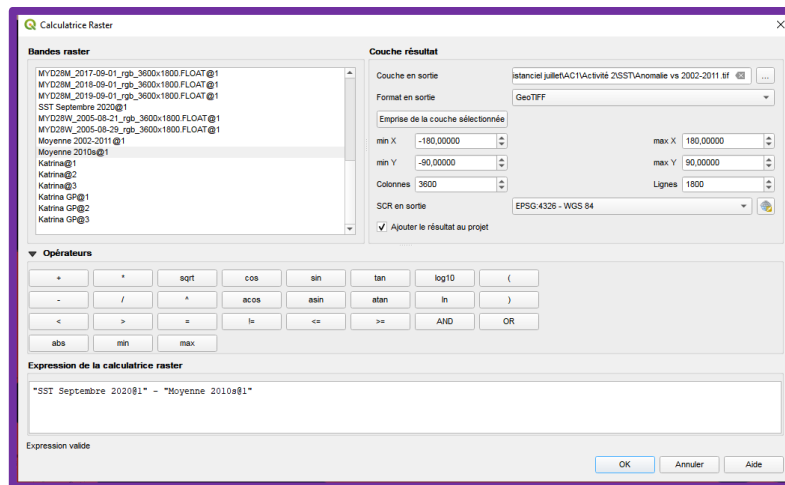 Calculatrice Raster
Bandes raster
MYD28M_2017-09-01_rgb_3600x1800.FLOAT@1
MYD28M_2018-09-01_rgb_3600x1800.FLOAT@1
MYD28M_2019-09-01_rgb_3600x1800.FLOAT@1
SST Septembre 2020@1
MYD28W_2005-08-21_rgb_3600x1800.FLOAT@1
MYD28W_2005-08-29_rgb_3600x1800.FLOAT@1
Moyenne 2002-2011@1
Moyenne 2010s@1
Katrina@1
Katrina@2
Katrina@3
Katrina GP@1
Katrina GP@2
Katrina GP@3
Couche résultat
Couche en sortie istanciel juillet\AC1\Activité 2\SST\Anomalie vs 2002-2011.tif ...
Format en sortie GeoTIFF
Emprise de la couche sélectionnée
min X -180,00000 max X 180,00000
min Y -90,00000 max Y 90,00000
Colonnes 3600 Lignes 1800
SCR en sortie EPSG:4326 - WGS 84
Ajouter le résultat au projet
Opérateurs
+ * sqrt cos sin tan log10 (
- / ^ acos asin atan ln )
< > = != <= >= AND OR
abs min max
Expression de la calculatrice raster
"SST Septembre 2020@1" - "Moyenne 2010s@1"
Expression valide
OK Annuler Aide